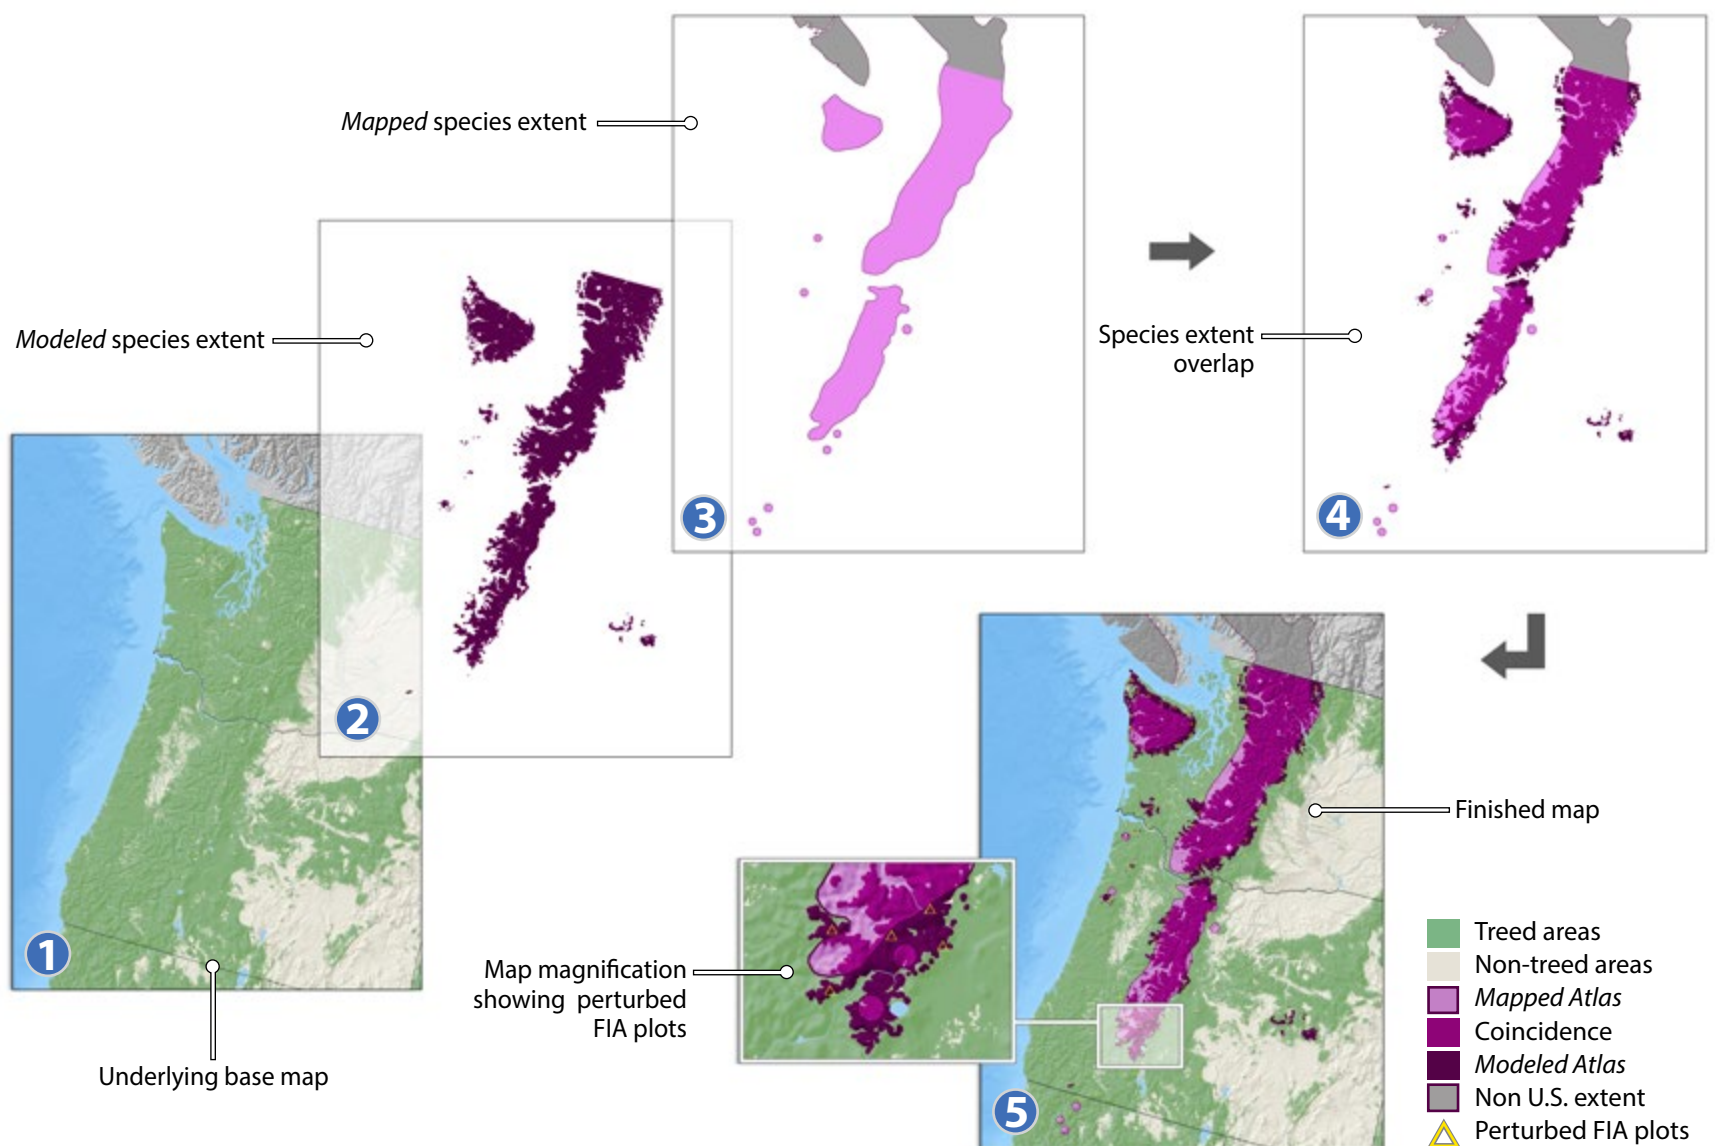 Mapped species extent
3
4
Species extent
overlap
Modeled species extent
2
1
Underlying base map
Finished map
Map magnification
showing perturbed
FIA plots
5
Treed areas
Non-treed areas
Mapped Atlas
Coincidence
Modeled Atlas
Non U.S. extent
Perturbed FIA plots